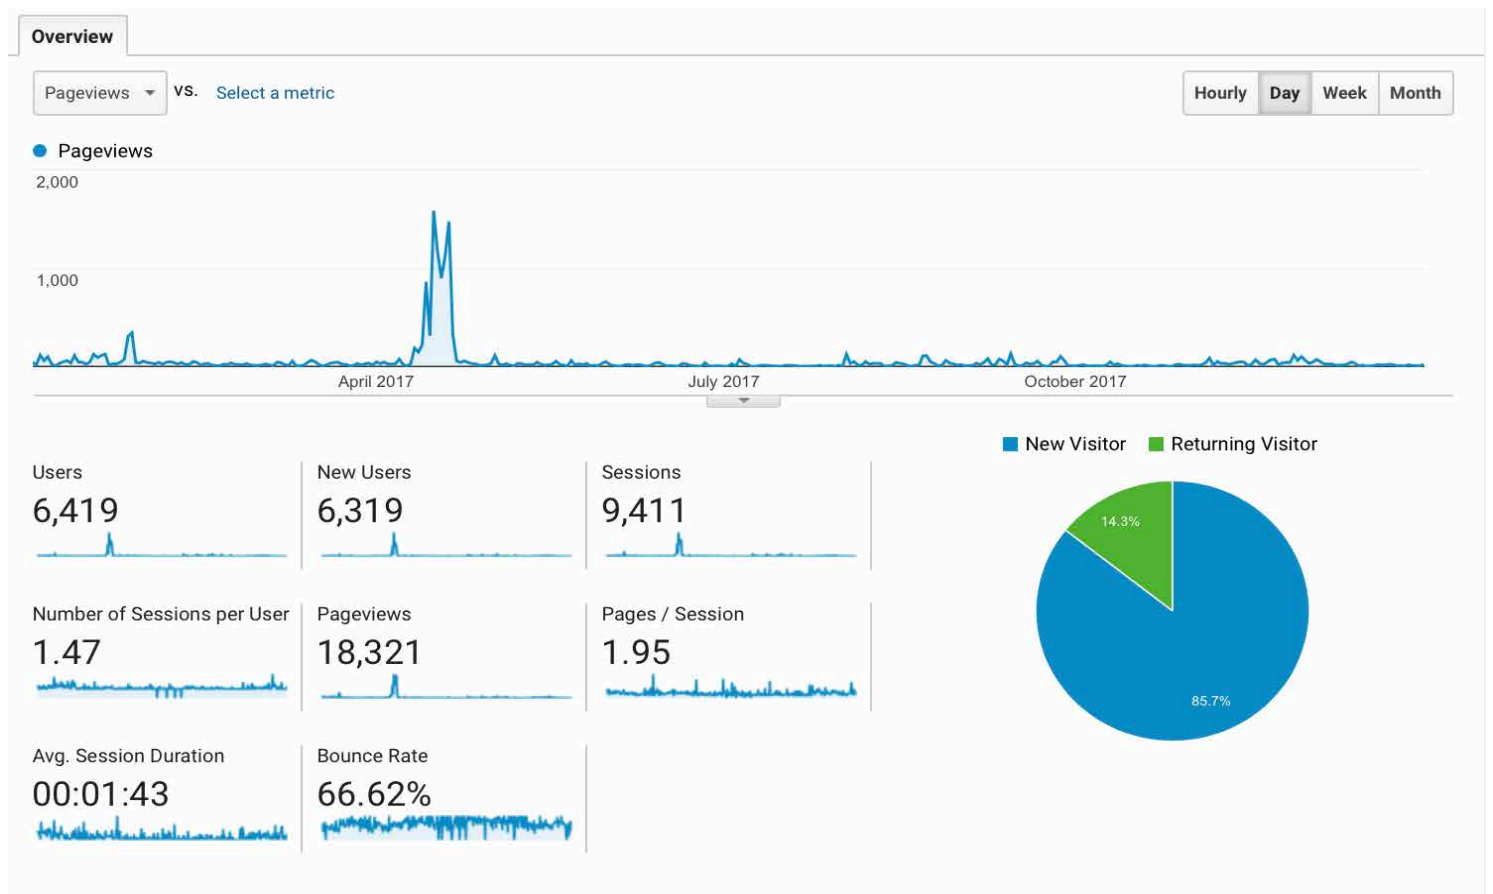 Overview
Pageviews vs. Select a metric
Hourly Day Week Month
Pageviews
2,000
1,000
April 2017 July 2017 October 2017
New Visitor Returning Visitor
Users New Users Sessions
6,419 6,319 9,411
14.3%
Number of Sessions per User Pageviews Pages / Session
1.47 18,321 1.95
85.7%
Avg. Session Duration Bounce Rate
00:01:43 66.62%